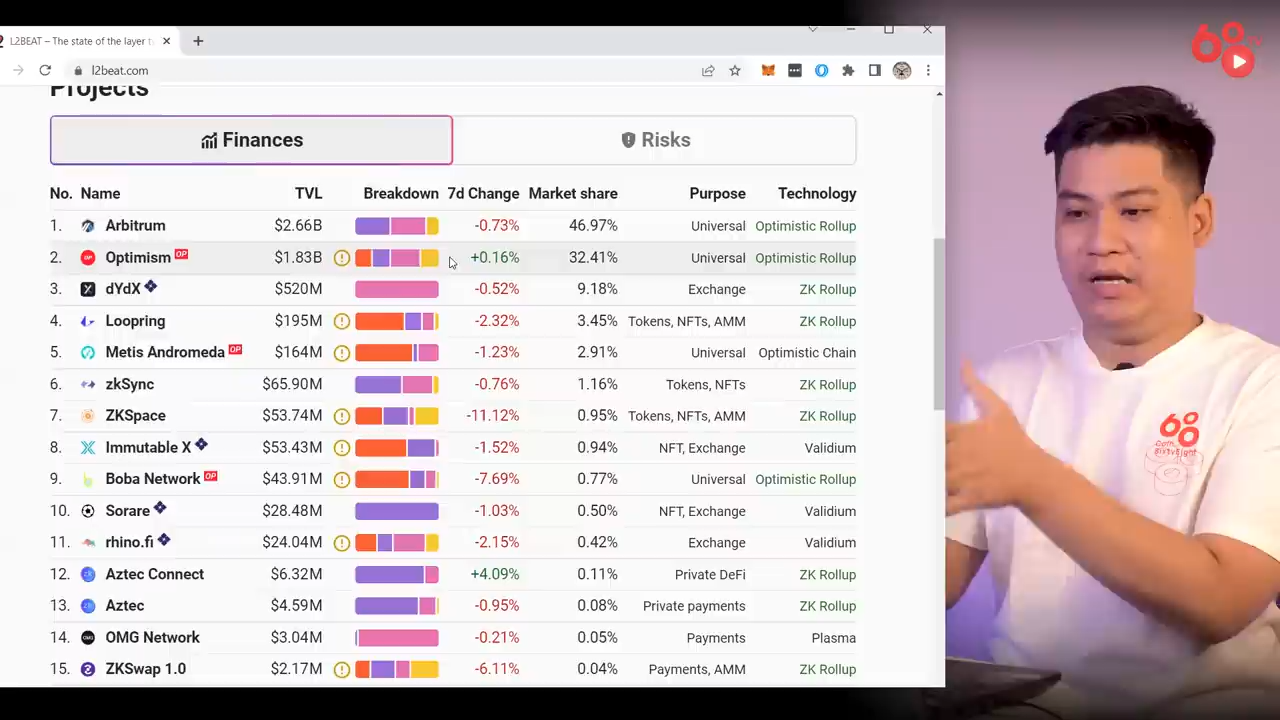 L2BEAT – The state of the layer t
l2beat.com
68 TV
Projects
Finances
Risks
No. Name TVL Breakdown 7d Change Market share Purpose Technology
1. Arbitrum $2.66B -0.73% 46.97% Universal Optimistic Rollup
2. Optimism OP $1.83B +0.16% 32.41% Universal Optimistic Rollup
3. dYdX $520M -0.52% 9.18% Exchange ZK Rollup
4. Loopring $195M -2.32% 3.45% Tokens, NFTs, AMM ZK Rollup
5. Metis Andromeda OP $164M -1.23% 2.91% Universal Optimistic Chain
6. zkSync $65.90M -0.76% 1.16% Tokens, NFTs ZK Rollup
7. ZKSpace $53.74M -11.12% 0.95% Tokens, NFTs, AMM ZK Rollup
8. Immutable X $53.43M -1.52% 0.94% NFT, Exchange Validium
9. Boba Network OP $43.91M -7.69% 0.77% Universal Optimistic Rollup
10. Sorare $28.48M -1.03% 0.50% NFT, Exchange Validium
11. rhino.fi $24.04M -2.15% 0.42% Exchange Validium
12. Aztec Connect $6.32M +4.09% 0.11% Private DeFi ZK Rollup
13. Aztec $4.59M -0.95% 0.08% Private payments ZK Rollup
14. OMG Network $3.04M -0.21% 0.05% Payments Plasma
15. ZKSwap 1.0 $2.17M -6.11% 0.04% Payments, AMM ZK Rollup
68
Coin
SixtyEight